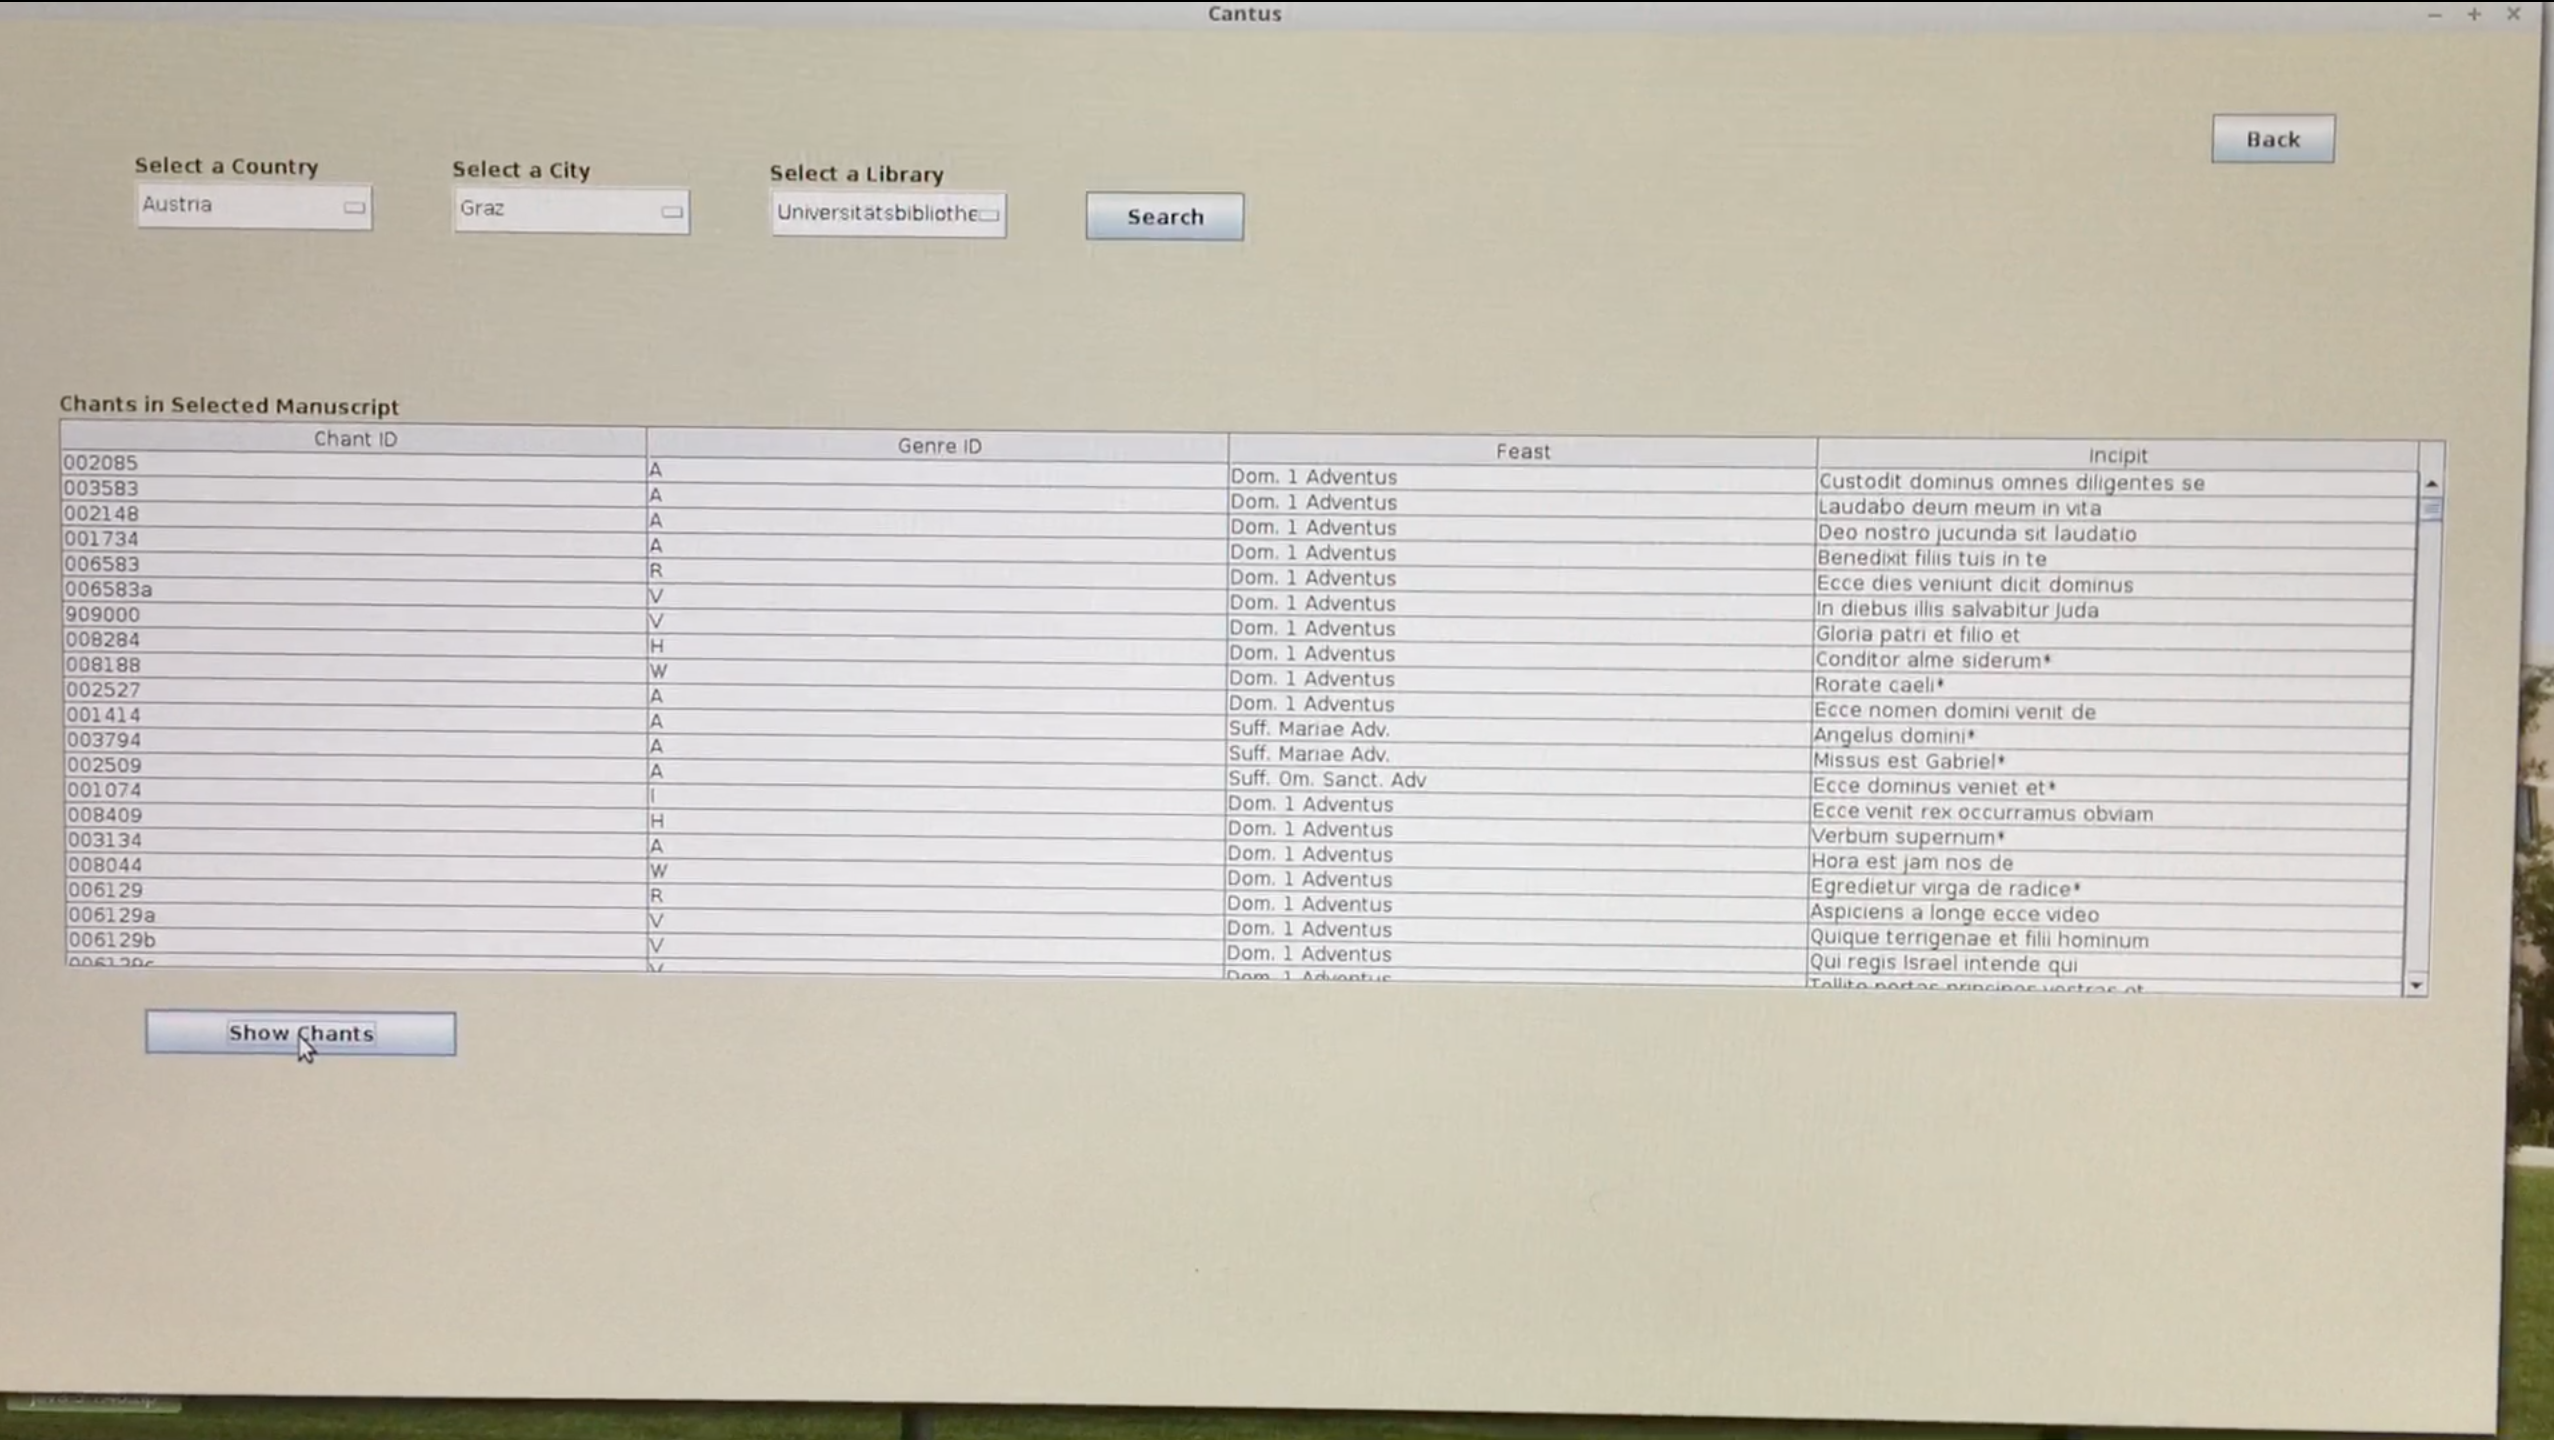 Cantus
Back
Select a Country
Select a City
Select a Library
Austria
Graz
Universitätsbibliothe
Search
Chants in Selected Manuscript
Chant ID Genre ID Feast Incipit
002085 A Dom. 1 Adventus Custodit dominus omnes diligentes se
003583 A Dom. 1 Adventus Laudabo deum meum in vita
002148 A Dom. 1 Adventus Deo nostro jucunda sit laudatio
001734 A Dom. 1 Adventus Benedixit filiis tuis in te
006583 R Dom. 1 Adventus Ecce dies veniunt dicit dominus
006583a V Dom. 1 Adventus In diebus illis salvabitur Juda
909000 V Dom. 1 Adventus Gloria patri et filio et
008284 H Dom. 1 Adventus Conditor alme siderum*
008188 W Dom. 1 Adventus Rorate caeli*
002527 A Dom. 1 Adventus Ecce nomen domini venit de
001414 A Suff. Mariae Adv. Angelus domini*
003794 A Suff. Mariae Adv. Missus est Gabriel*
002509 A Suff. Om. Sanct. Adv Ecce dominus veniet et*
001074 I Dom. 1 Adventus Ecce venit rex occurramus obviam
008409 H Dom. 1 Adventus Verbum supernum*
003134 A Dom. 1 Adventus Hora est jam nos de
008044 W Dom. 1 Adventus Egredietur virga de radice*
006129 R Dom. 1 Adventus Aspiciens a longe ecce video
006129a V Dom. 1 Adventus Quique terrigenae et filii hominum
006129b V Dom. 1 Adventus Qui regis Israel intende qui
006129c V Dom. 1 Adventus Tollite portas principes vestras et
Show Chants